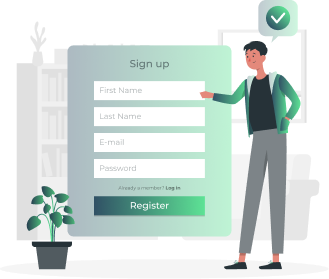 Sign up
First Name
Last Name
E-mail
Password
Already a member? Log in
Register